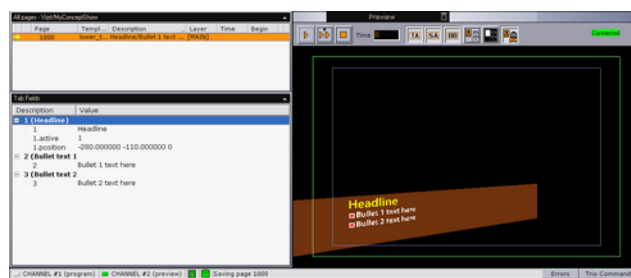 All pages - Vizrt/MyConceptShow
Page Templ... Description Layer Time Begin
1000 lower_t... Headline/Bullet 1 text ... [MAIN]
Tab Fields
Description Value
1 (Headline)
1 Headline
1.active 1
1.position -280.000000 -110.000000 0
2 (Bullet text 1
2 Bullet 1 text here
3 (Bullet text 2
3 Bullet 2 text here
Preview
Time 0 TA SA BB Connected
Headline
Bullet 1 text here
Bullet 2 text here
CHANNEL #1 (program) CHANNEL #2 (preview) Saving page 1000 Errors Trio Command